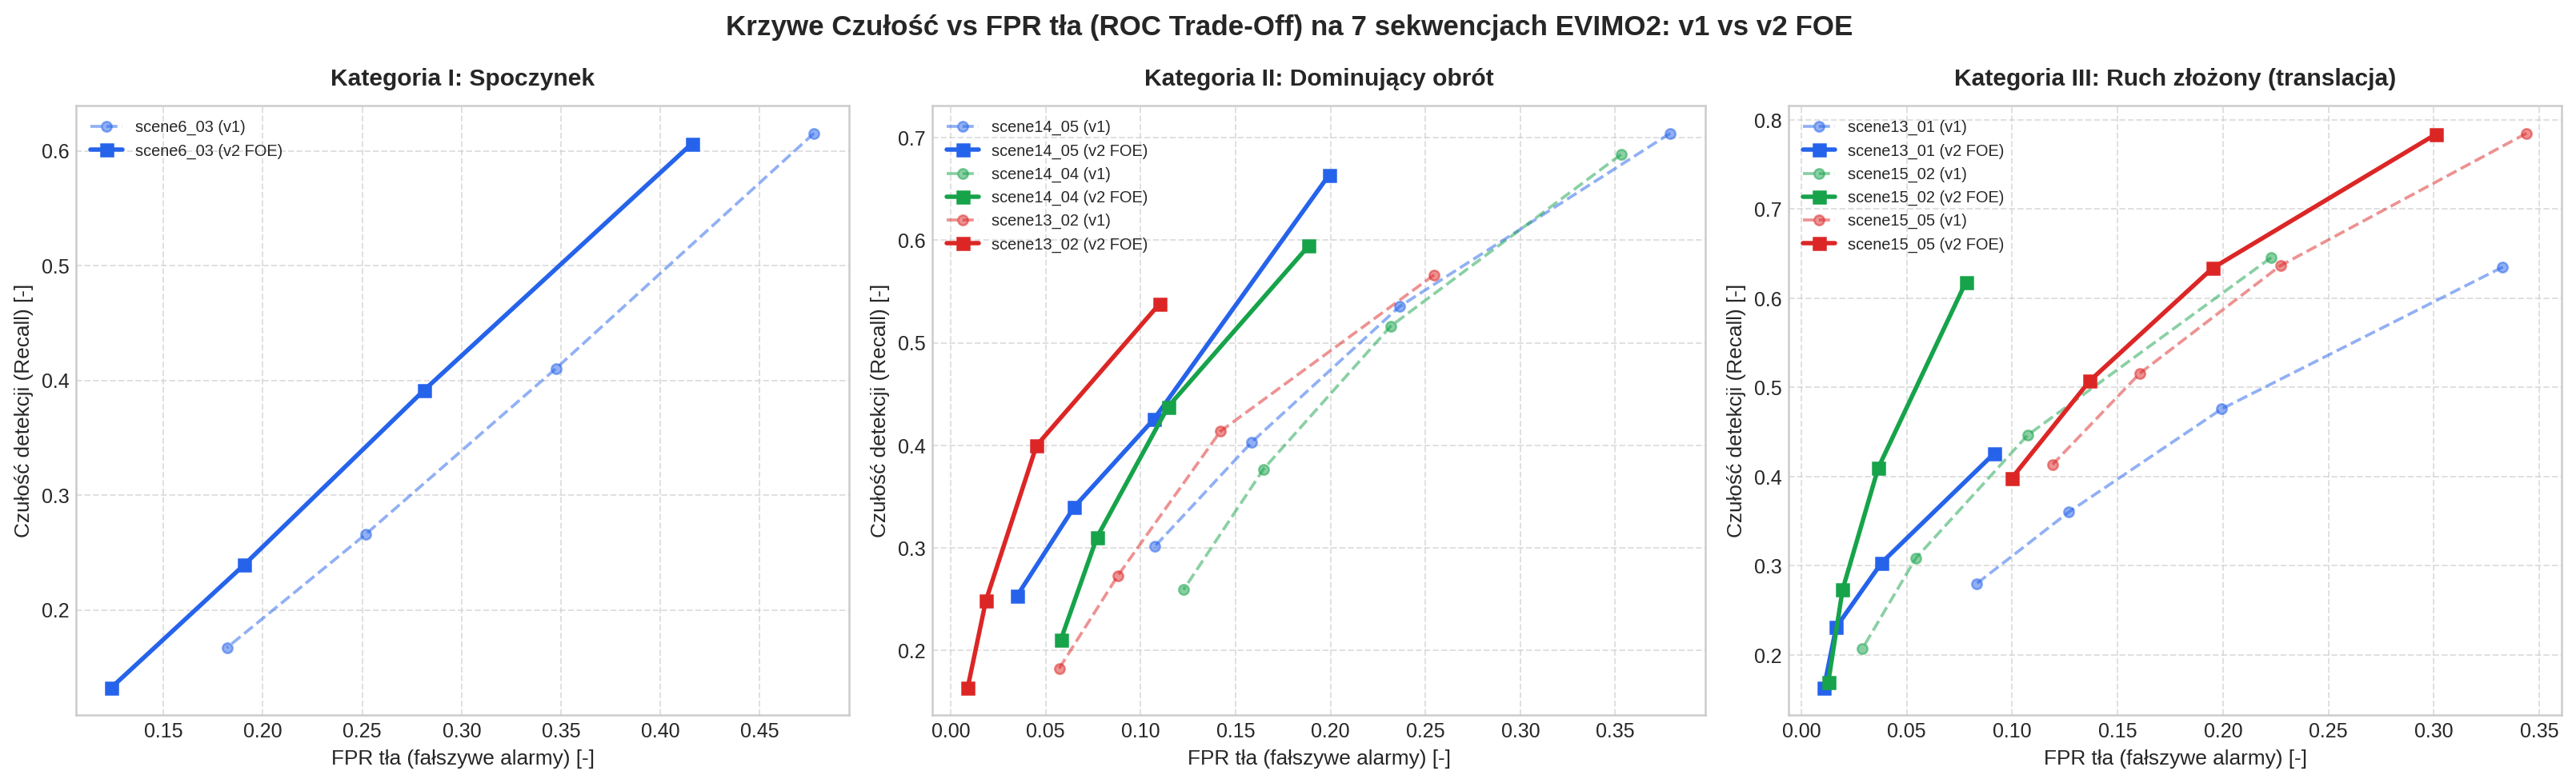 Krzywe Czułość vs FPR tła (ROC Trade-Off) na 7 sekwencjach EVIMO2: v1 vs v2 FOE
Kategoria I: Spoczynek
scene6_03 (v1)
scene6_03 (v2 FOE)
Czułość detekcji (Recall) [-]
0.6
0.5
0.4
0.3
0.2
0.15
0.20
0.25
0.30
0.35
0.40
0.45
FPR tła (fałszywe alarmy) [-]
Kategoria II: Dominujący obrót
scene14_05 (v1)
scene14_05 (v2 FOE)
scene14_04 (v1)
scene14_04 (v2 FOE)
scene13_02 (v1)
scene13_02 (v2 FOE)
Czułość detekcji (Recall) [-]
0.7
0.6
0.5
0.4
0.3
0.2
0.00
0.05
0.10
0.15
0.20
0.25
0.30
0.35
FPR tła (fałszywe alarmy) [-]
Kategoria III: Ruch złożony (translacja)
scene13_01 (v1)
scene13_01 (v2 FOE)
scene15_02 (v1)
scene15_02 (v2 FOE)
scene15_05 (v1)
scene15_05 (v2 FOE)
Czułość detekcji (Recall) [-]
0.8
0.7
0.6
0.5
0.4
0.3
0.2
0.00
0.05
0.10
0.15
0.20
0.25
0.30
0.35
FPR tła (fałszywe alarmy) [-]